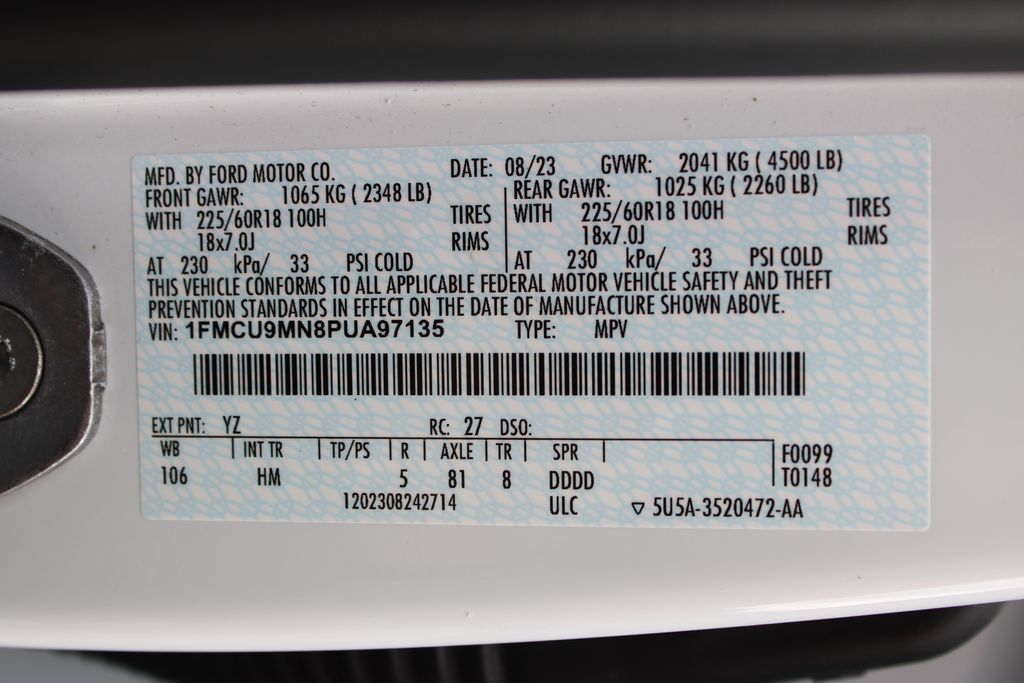 MFD. BY FORD MOTOR CO. DATE: 08/23 GVWR: 2041 KG ( 4500 LB)
FRONT GAWR: 1065 KG ( 2348 LB) REAR GAWR: 1025 KG ( 2260 LB)
WITH 225/60R18 100H TIRES WITH 225/60R18 100H TIRES
18x7.0J RIMS 18x7.0J RIMS
AT 230 kPa/ 33 PSI COLD AT 230 kPa/ 33 PSI COLD
THIS VEHICLE CONFORMS TO ALL APPLICABLE FEDERAL MOTOR VEHICLE SAFETY AND THEFT
PREVENTION STANDARDS IN EFFECT ON THE DATE OF MANUFACTURE SHOWN ABOVE.
VIN: 1FMCU9MN8PUA97135 TYPE: MPV
EXT PNT: YZ RC: 27 DSO:
WB INT TR TP/PS R AXLE TR SPR F0099
106 HM 5 81 8 DDDD T0148
1202308242714 ULC ▽ 5U5A-3520472-AA